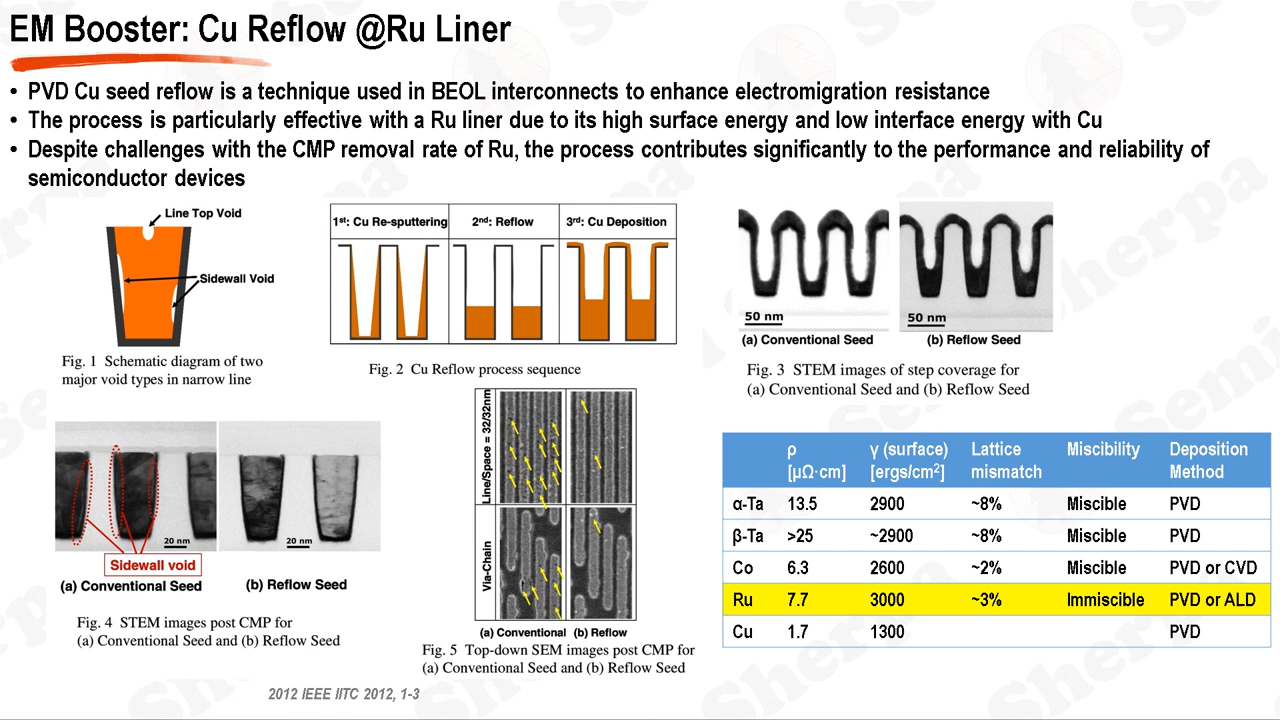 EM Booster: Cu Reflow @Ru Liner
• PVD Cu seed reflow is a technique used in BEOL interconnects to enhance electromigration resistance
• The process is particularly effective with a Ru liner due to its high surface energy and low interface energy with Cu
• Despite challenges with the CMP removal rate of Ru, the process contributes significantly to the performance and reliability of
semiconductor devices
Line Top Void
Sidewall Void
Fig. 1 Schematic diagram of two
major void types in narrow line
1st: Cu Re-sputtering 2nd: Reflow 3rd: Cu Deposition
Fig. 2 Cu Reflow process sequence
50 nm 50 nm
(a) Conventional Seed (b) Reflow Seed
Fig. 3 STEM images of step coverage for
(a) Conventional Seed and (b) Reflow Seed
20 nm 20 nm
Sidewall void
(a) Conventional Seed (b) Reflow Seed
Fig. 4 STEM images post CMP for
(a) Conventional Seed and (b) Reflow Seed
Line/Space = 32/32nm
Via-Chain
(a) Conventional (b) Reflow
Fig. 5 Top-down SEM images post CMP for
(a) Conventional Seed and (b) Reflow Seed
ρ γ (surface) Lattice Miscibility Deposition
[µΩ·cm] [ergs/cm²] mismatch Method
α-Ta 13.5 2900 ~8% Miscible PVD
β-Ta >25 ~2900 ~8% Miscible PVD
Co 6.3 2600 ~2% Miscible PVD or CVD
Ru 7.7 3000 ~3% Immiscible PVD or ALD
Cu 1.7 1300 PVD
2012 IEEE IITC 2012, 1-3
Sherpa
Semi